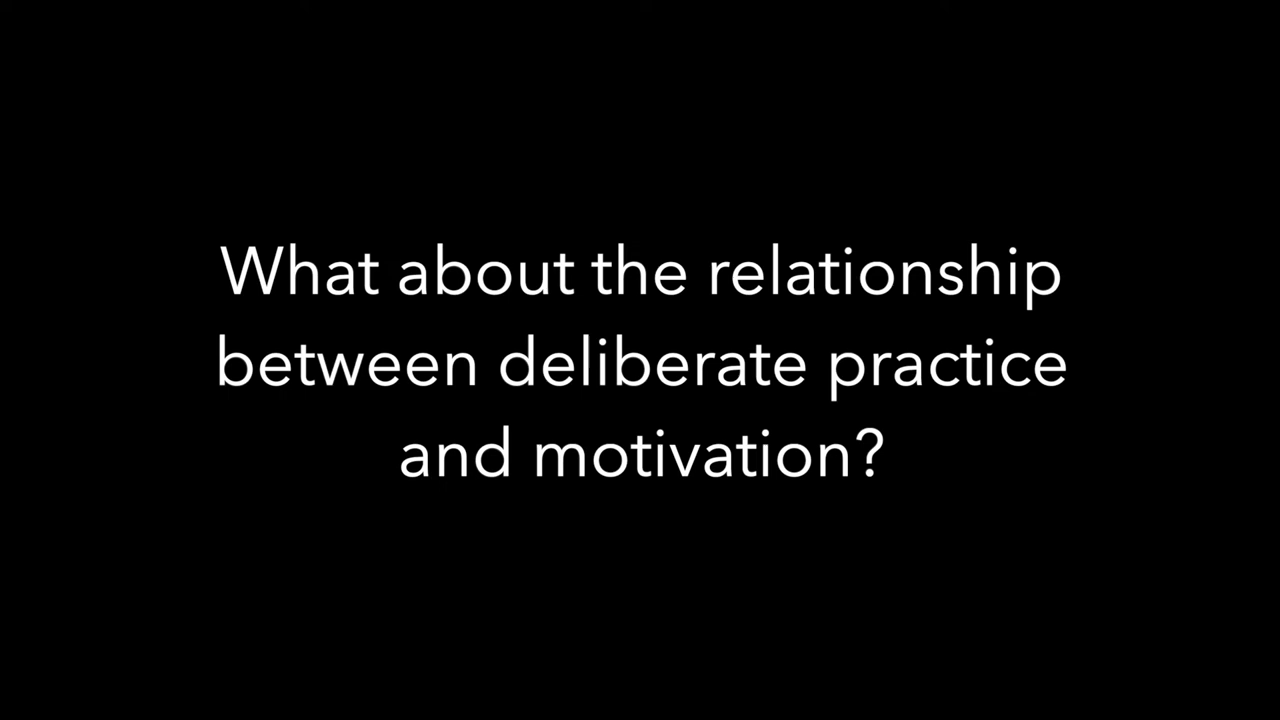 What about the relationship
between deliberate practice
and motivation?